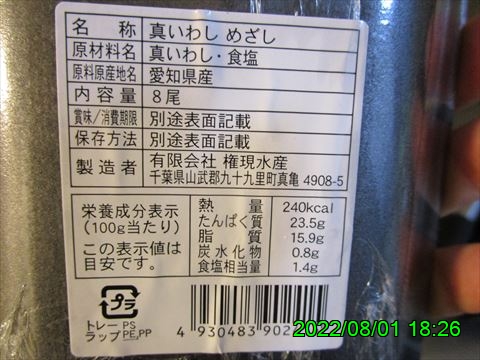 名称 真いわし めざし
原材料名 真いわし・食塩
原料原産地名 愛知県産
内容量 8尾
賞味/消費期限 別途表面記載
保存方法 別途表面記載
製造者 有限会社 権現水産
千葉県山武郡九十九里町真亀 4908-5
栄養成分表示
(100g当たり)
この表示値は
目安です。
熱量 240kcal
たんぱく質 23.5g
脂質 15.9g
炭水化物 0.8g
食塩相当量 1.4g
プラ
トレー PS
ラップ PE,PP
4 930483 902
2022/08/01 18:26